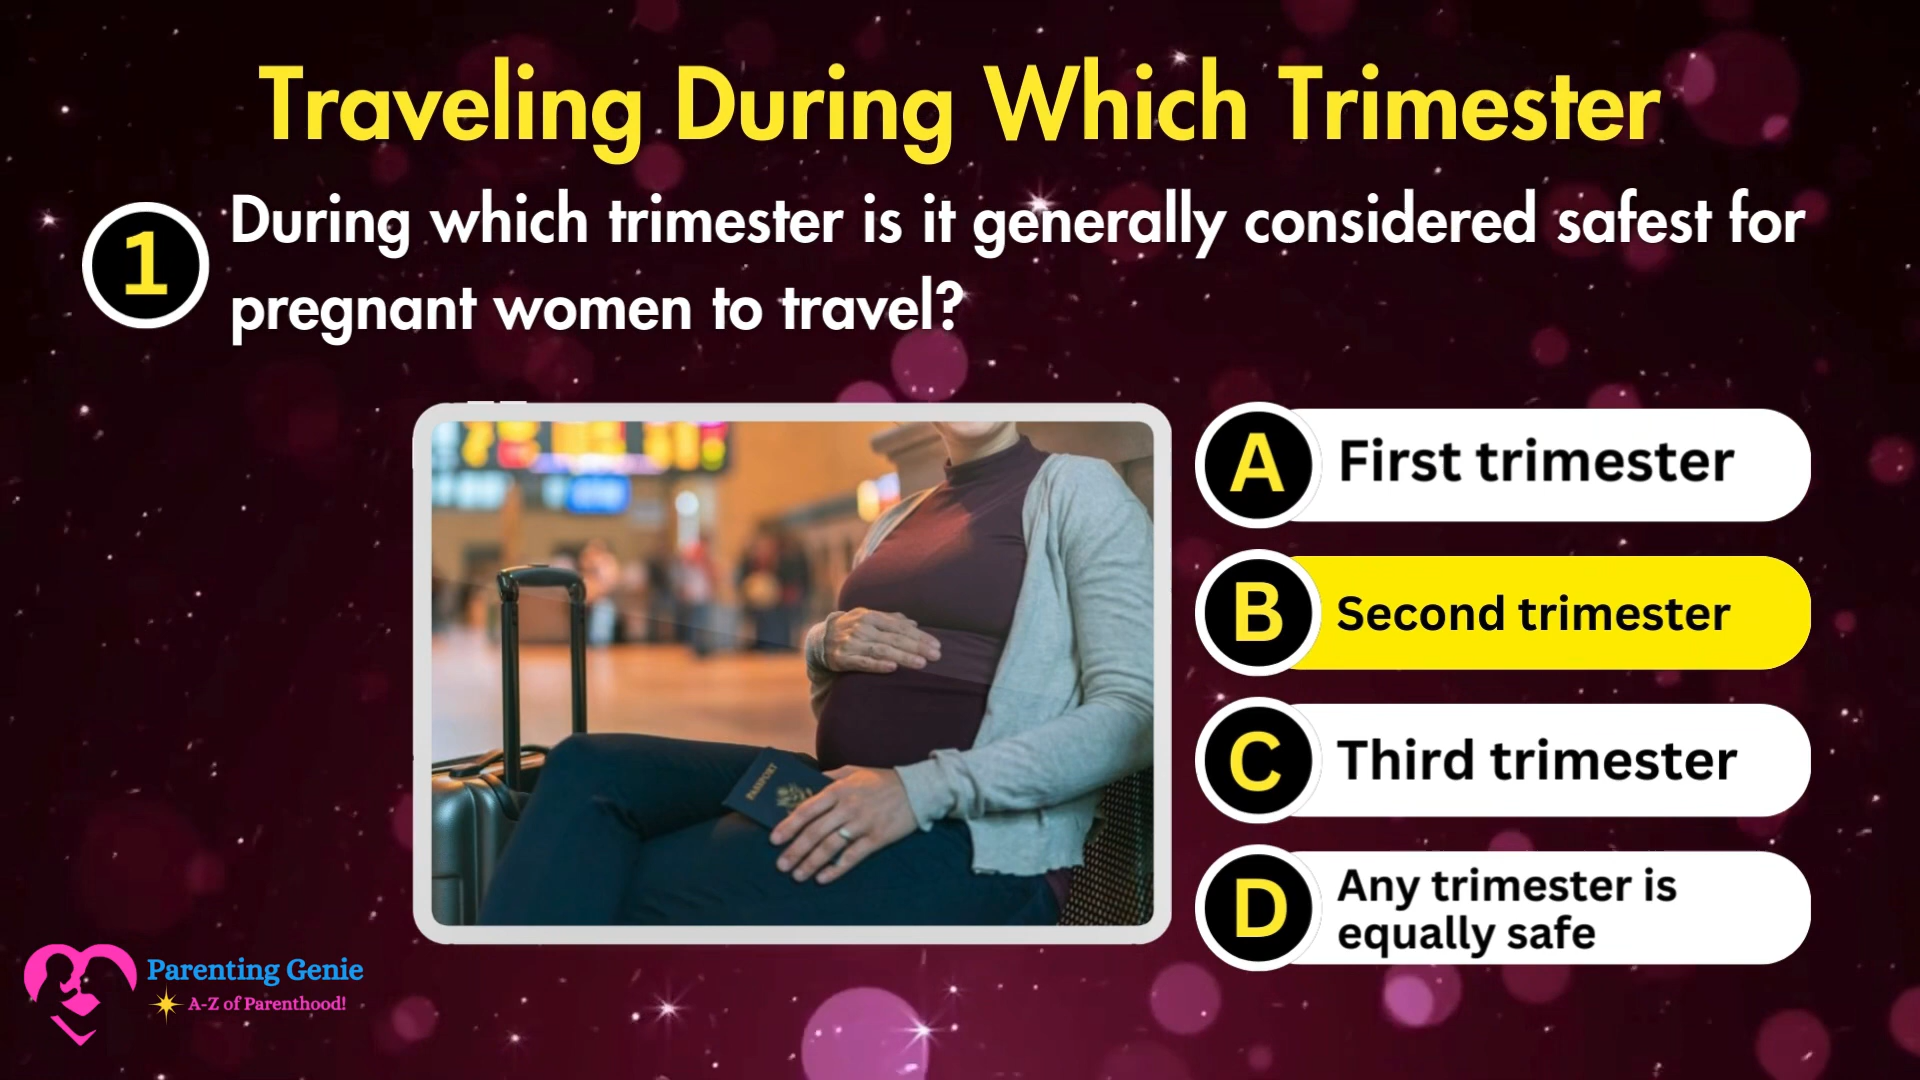 Traveling During Which Trimester
1
During which trimester is it generally considered safest for
pregnant women to travel?
A
First trimester
B
Second trimester
C
Third trimester
D
Any trimester is
equally safe
PASSPORT
Parenting Genie
A-Z of Parenthood!